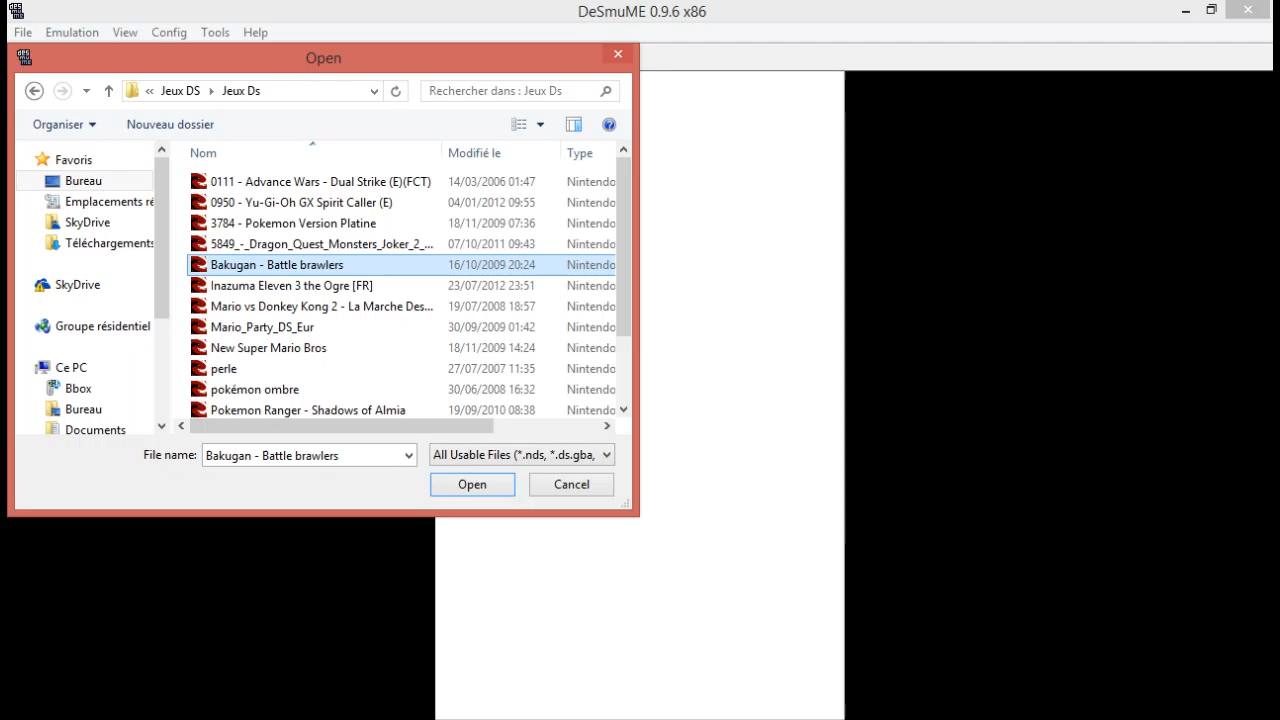 DeSmuME 0.9.6 x86
File Emulation View Config Tools Help
Open
« Jeux DS Jeux Ds
Rechercher dans : Jeux Ds
Organiser Nouveau dossier
Nom Modifié le Type
Favoris
Bureau
Emplacements ré
SkyDrive
Téléchargements
SkyDrive
Groupe résidentiel
Ce PC
Bbox
Bureau
Documents
0111 - Advance Wars - Dual Strike (E)(FCT) 14/03/2006 01:47 Nintendo
0950 - Yu-Gi-Oh GX Spirit Caller (E) 04/01/2012 09:55 Nintendo
3784 - Pokemon Version Platine 18/11/2009 07:36 Nintendo
5849_-_Dragon_Quest_Monsters_Joker_2_... 07/10/2011 09:43 Nintendo
Bakugan - Battle brawlers 16/10/2009 20:24 Nintendo
Inazuma Eleven 3 the Ogre [FR] 23/07/2012 23:51 Nintendo
Mario vs Donkey Kong 2 - La Marche Des... 19/07/2008 18:57 Nintendo
Mario_Party_DS_Eur 30/09/2009 01:42 Nintendo
New Super Mario Bros 18/11/2009 14:24 Nintendo
perle 27/07/2007 11:35 Nintendo
pokémon ombre 30/06/2008 16:32 Nintendo
Pokemon Ranger - Shadows of Almia 19/09/2010 08:38 Nintendo
File name: Bakugan - Battle brawlers All Usable Files (*.nds, *.ds.gba,
Open Cancel